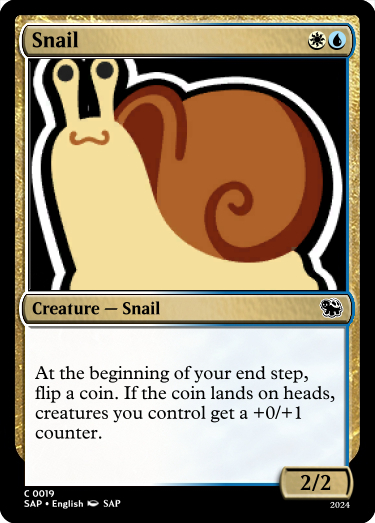 Snail
Creature — Snail
At the beginning of your end step,
flip a coin. If the coin lands on heads,
creatures you control get a +0/+1
counter.
2/2
C 0019
SAP • English SAP
2024